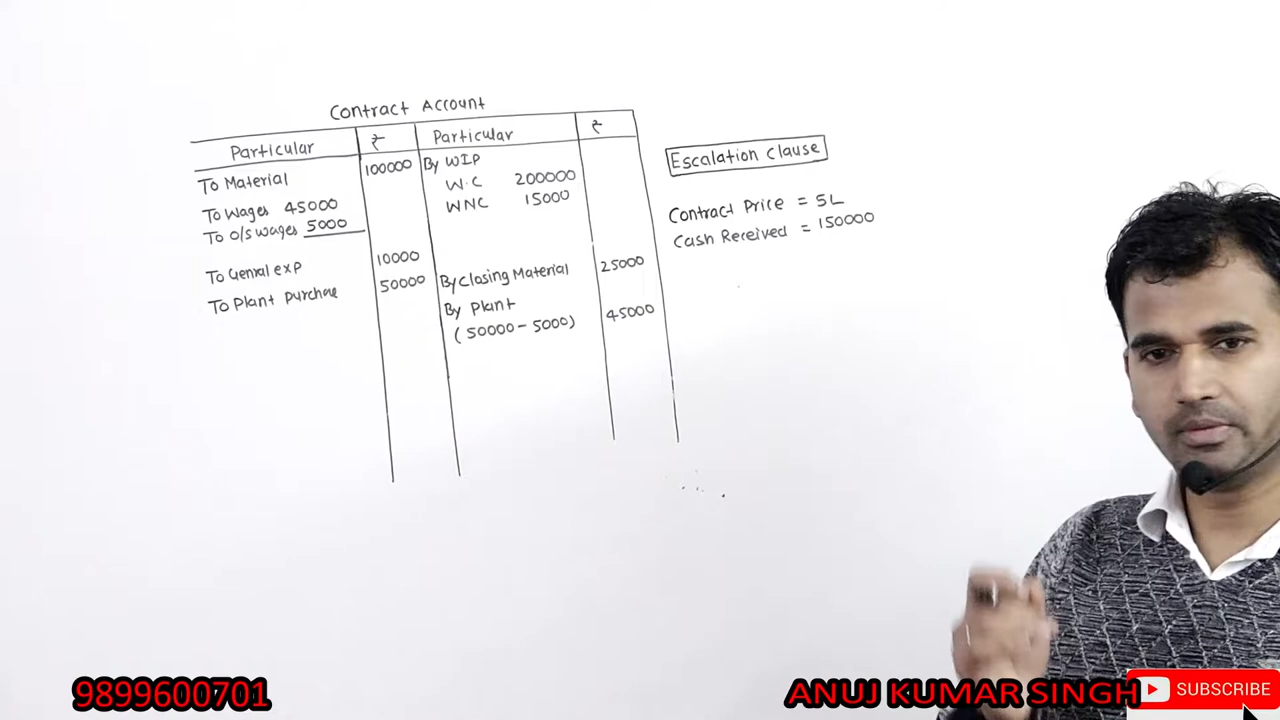 Contract Account
Particular ₹ Particular ₹
To Material 100000 By WIP
W.C 200000
To Wages 45000 WNC 15000
To O/S wages 5000
To Genral exp 10000
To Plant Purchae 50000 By Closing Material 25000
By Plant
(50000 - 5000) 45000
Escalation Clause
Contract Price = 5L
Cash Received = 150000
9899600701
ANUJ KUMAR SINGH
SUBSCRIBE